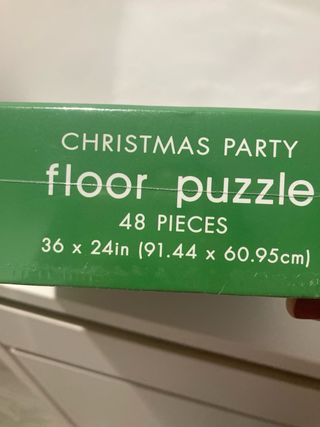 CHRISTMAS PARTY
floor puzzle
48 PIECES
36 x 24in (91.44 x 60.95cm)